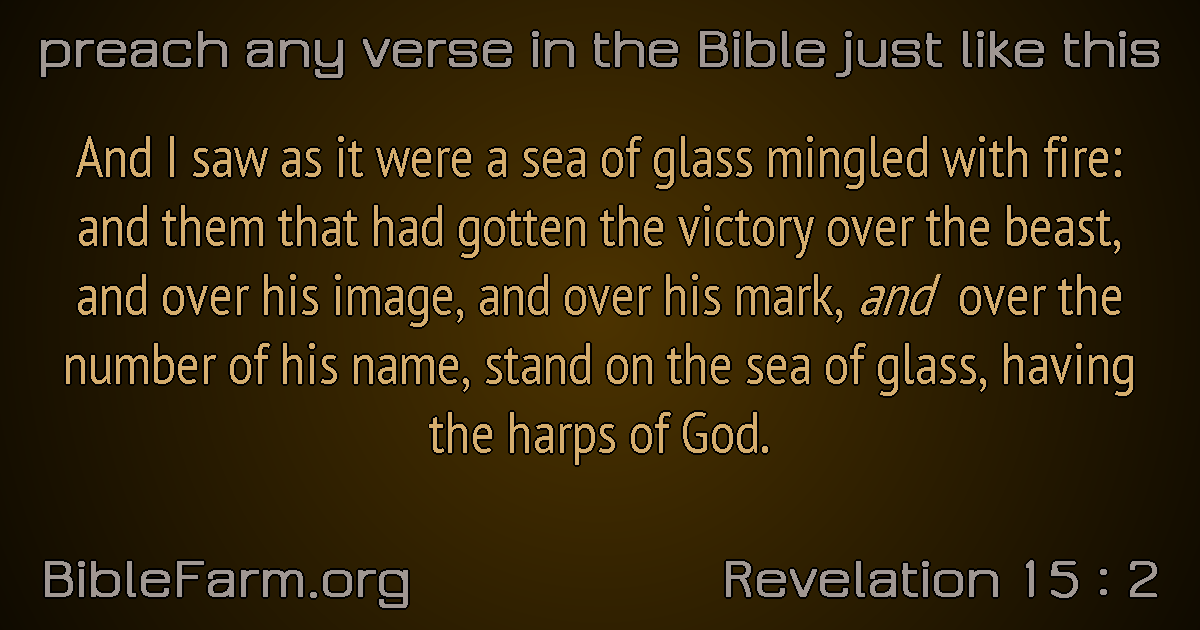 preach any verse in the Bible just like this
And I saw as it were a sea of glass mingled with fire:
and them that had gotten the victory over the beast,
and over his image, and over his mark, and over the
number of his name, stand on the sea of glass, having
the harps of God.
BibleFarm.org
Revelation 15 : 2